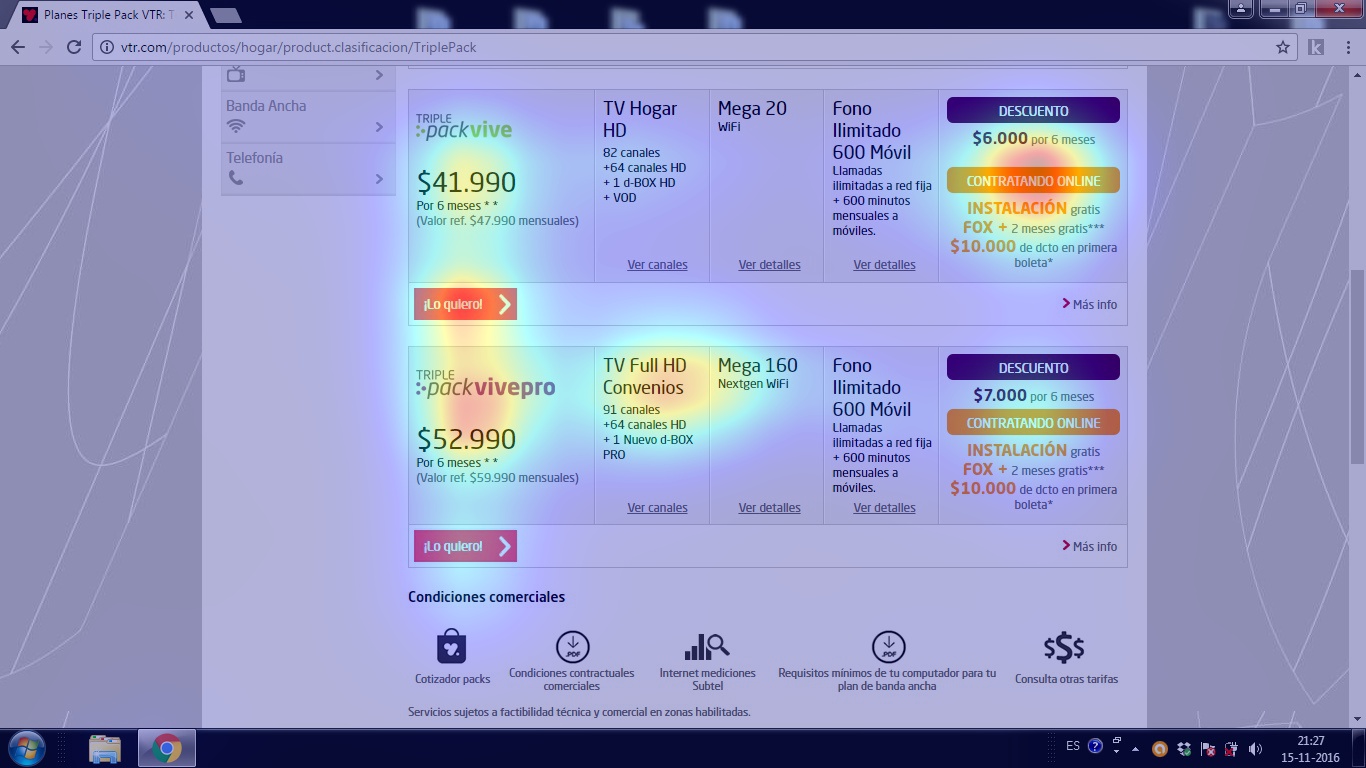 Planes Triple Pack VTR: T
vtr.com/productos/hogar/product.clasificacion/TriplePack
Banda Ancha
Telefonía
TRIPLE
packvive
$41.990
Por 6 meses * *
(Valor ref. $47.990 mensuales)
TV Hogar
HD
82 canales
+64 canales HD
+ 1 d-BOX HD
+ VOD
Ver canales
Mega 20
WiFi
Ver detalles
Fono
Ilimitado
600 Móvil
Llamadas
ilimitadas a red fija
+ 600 minutos
mensuales a
móviles.
Ver detalles
DESCUENTO
$6.000 por 6 meses
CONTRATANDO ONLINE
INSTALACIÓN gratis
FOX + 2 meses gratis***
$10.000 de dcto en primera
boleta*
¡Lo quiero!
Más info
TRIPLE
packvivepro
$52.990
Por 6 meses * *
(Valor ref. $59.990 mensuales)
TV Full HD
Convenios
91 canales
+64 canales HD
+ 1 Nuevo d-BOX
PRO
Ver canales
Mega 160
Nextgen WiFi
Ver detalles
Fono
Ilimitado
600 Móvil
Llamadas
ilimitadas a red fija
+ 600 minutos
mensuales a
móviles.
Ver detalles
DESCUENTO
$7.000 por 6 meses
CONTRATANDO ONLINE
INSTALACIÓN gratis
FOX + 2 meses gratis***
$10.000 de dcto en primera
boleta*
¡Lo quiero!
Más info
Condiciones comerciales
Cotizador packs
.PDF
Condiciones contractuales
comerciales
Internet mediciones
Subtel
.PDF
Requisitos mínimos de tu computador para tu
plan de banda ancha
$$$
Consulta otras tarifas
Servicios sujetos a factibilidad técnica y comercial en zonas habilitadas.
ES
21:27
15-11-2016